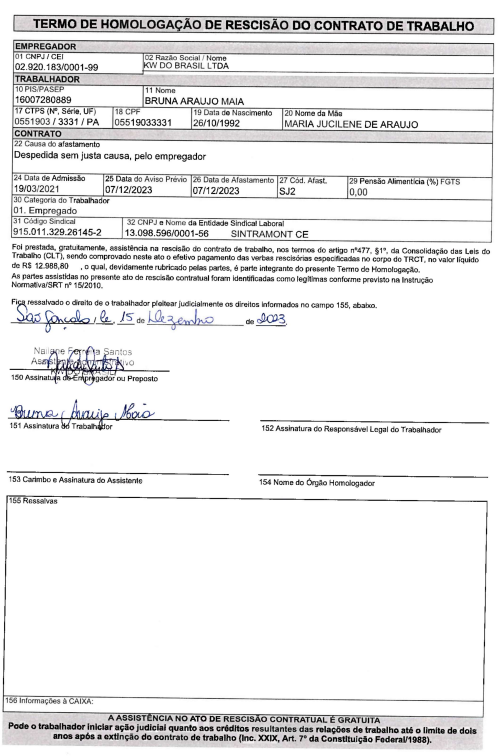 TERMO DE HOMOLOGAÇÃO DE RESCISÃO DO CONTRATO DE TRABALHO
EMPREGADOR
01 CNPJ / CEI
02.920.183/0001-99
02 Razão Social / Nome
KW DO BRASIL LTDA
TRABALHADOR
10 PIS/PASEP
16007280889
11 Nome
BRUNA ARAUJO MAIA
17 CTPS (Nº, Série, UF)
0551903 / 3331 / PA
18 CPF
05519033331
19 Data de Nascimento
26/10/1992
20 Nome da Mãe
MARIA JUCILENE DE ARAUJO
CONTRATO
22 Causa do afastamento
Despedida sem justa causa, pelo empregador
24 Data de Admissão
19/03/2021
25 Data do Aviso Prévio
07/12/2023
26 Data de Afastamento
07/12/2023
27 Cód. Afast.
SJ2
29 Pensão Alimentícia (%) FGTS
0,00
30 Categoria do Trabalhador
01. Empregado
31 Código Sindical
915.011.329.26145-2
32 CNPJ e Nome da Entidade Sindical Laboral
13.098.596/0001-56 SINTRAMONT CE
Foi prestada, gratuitamente, assistência na rescisão do contrato de trabalho, nos termos do artigo nº477, §1º, da Consolidação das Leis do
Trabalho (CLT), sendo comprovado neste ato o efetivo pagamento das verbas rescisórias especificadas no corpo do TRCT, no valor líquido
de R$ 12.988,80 , o qual, devidamente rubricado pelas partes, é parte integrante do presente Termo de Homologação.
As partes assistidas no presente ato de rescisão contratual foram identificadas como legítimas conforme previsto na Instrução
Normativa/SRT nº 15/2010.
Fica ressalvado o direito de o trabalhador pleitear judicialmente os direitos informados no campo 155, abaixo.
São Gonçalo, Ce, 15 de Dezembro de 2023
Naijane Ferreira Santos
Assistente Administrativo
KW DO BRASIL
150 Assinatura do Empregador ou Preposto
Bruna Araujo Maia
151 Assinatura do Trabalhador
152 Assinatura do Responsável Legal do Trabalhador
153 Carimbo e Assinatura do Assistente
154 Nome do Órgão Homologador
155 Ressalvas
156 Informações à CAIXA:
A ASSISTÊNCIA NO ATO DE RESCISÃO CONTRATUAL É GRATUITA
Pode o trabalhador iniciar ação judicial quanto aos créditos resultantes das relações de trabalho até o limite de dois
anos após a extinção do contrato de trabalho (Inc. XXIX, Art. 7º da Constituição Federal/1988).